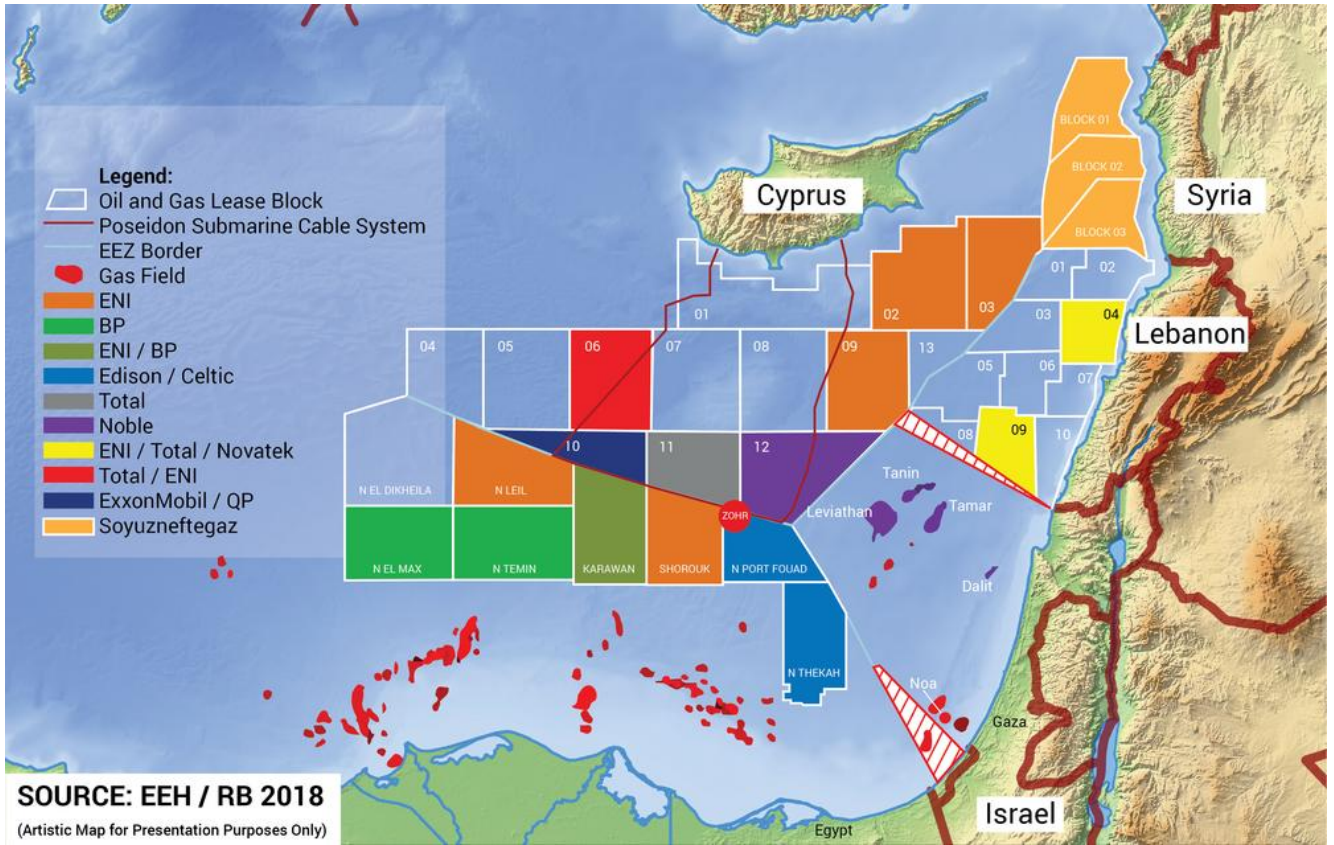 Legend:
Oil and Gas Lease Block
Poseidon Submarine Cable System
EEZ Border
Gas Field
ENI
BP
ENI / BP
Edison / Celtic
Total
Noble
ENI / Total / Novatek
Total / ENI
ExxonMobil / QP
Soyuzneftegaz
Cyprus
Syria
Lebanon
Israel
BLOCK 01
BLOCK 02
BLOCK 03
01
02
03
04
05
06
07
08
09
10
01
02
03
04
05
06
07
08
09
13
10
11
12
N EL DIKHEILA
N LEIL
ZOHR
N EL MAX
N TEMIN
KARAWAN
SHOROUK
N PORT FOUAD
N THEKAH
Tanin
Leviathan
Tamar
Dalit
Noa
Gaza
Egypt
SOURCE: EEH / RB 2018
(Artistic Map for Presentation Purposes Only)